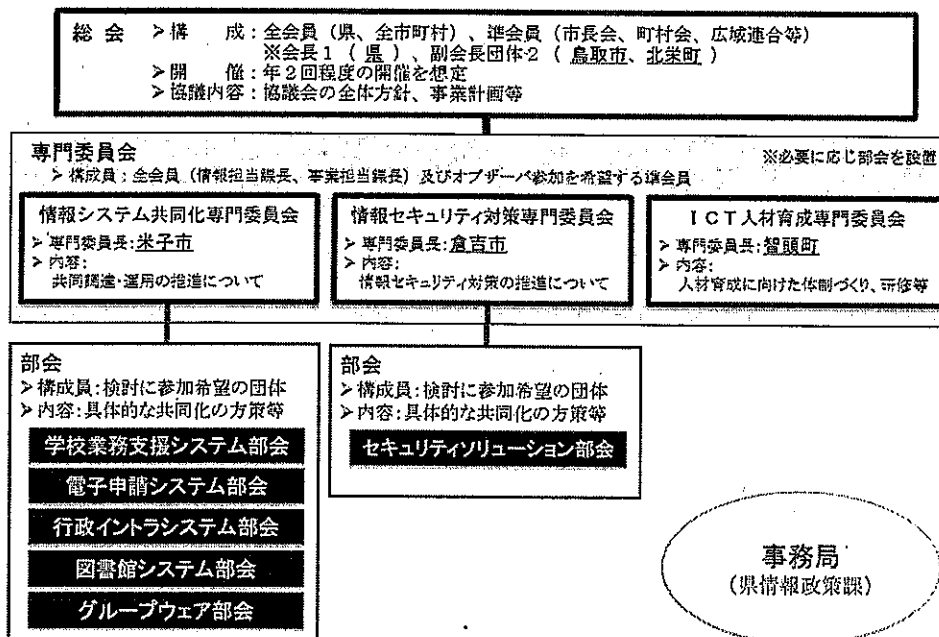 総 会 ➤ 構 成:全会員(県、全市町村)、準会員(市長会、町村会、広域連合等)
※会長1(県)、副会長団体2(鳥取市、北栄町)
➤ 開 催:年2回程度の開催を想定
➤ 協議内容:協議会の全体方針、事業計画等
専門委員会
※必要に応じ部会を設置
➤ 構成員:全会員(情報担当課長、事業担当課長)及びオブザーバ参加を希望する準会員
情報システム共同化専門委員会
➤ 専門委員長:米子市
➤ 内容:
共同調達・運用の推進について
情報セキュリティ対策専門委員会
➤ 専門委員長:倉吉市
➤ 内容:
情報セキュリティ対策の推進について
ICT人材育成専門委員会
➤ 専門委員長:智頭町
➤ 内容:
人材育成に向けた体制づくり、研修等
部会
➤ 構成員:検討に参加希望の団体
➤ 内容:具体的な共同化の方策等
学校業務支援システム部会
電子申請システム部会
行政イントラシステム部会
図書館システム部会
グループウェア部会
部会
➤ 構成員:検討に参加希望の団体
➤ 内容:具体的な共同化の方策等
セキュリティソリューション部会
事務局
(県情報政策課)